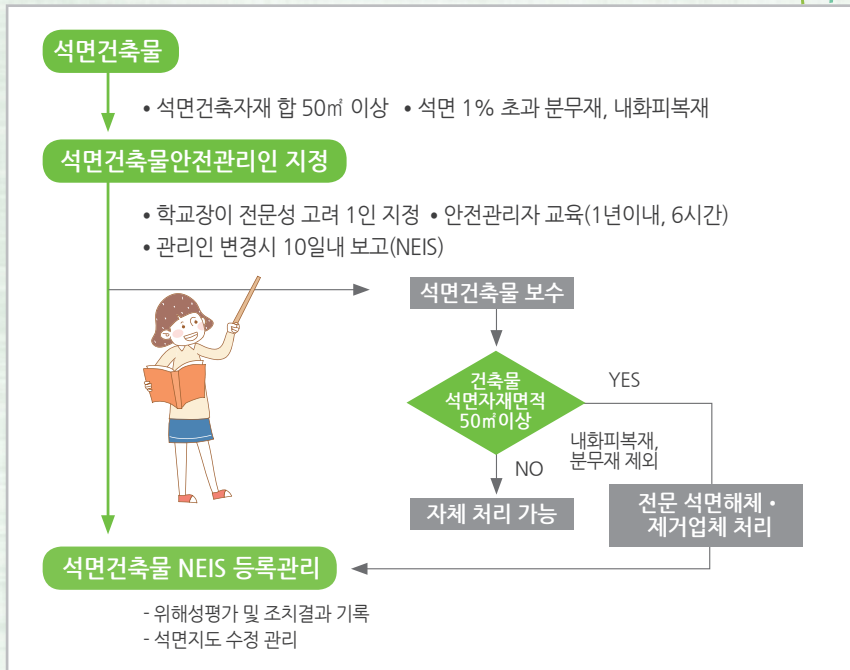 석면건축물
• 석면건축자재 합 50㎡ 이상 • 석면 1% 초과 분무재, 내화피복재
석면건축물안전관리인 지정
• 학교장이 전문성 고려 1인 지정 • 안전관리자 교육(1년이내, 6시간)
• 관리인 변경시 10일내 보고(NEIS)
석면건축물 보수
건축물
석면자재면적
50㎡이상
YES
내화피복재,
분무재 제외
NO
자체 처리 가능
전문 석면해체 •
제거업체 처리
석면건축물 NEIS 등록관리
- 위해성평가 및 조치결과 기록
- 석면지도 수정 관리